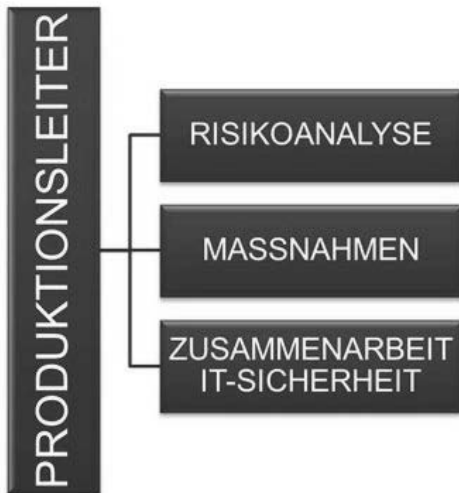 PRODUKTIONSLEITER
RISIKOANALYSE
MASSNAHMEN
ZUSAMMENARBEIT
IT-SICHERHEIT